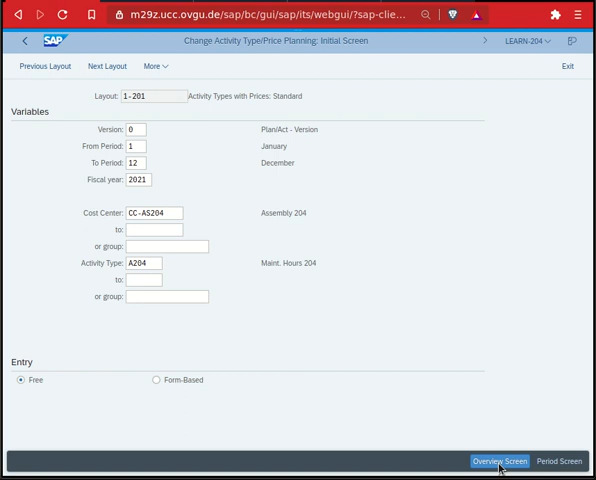 m29z.ucc.ovgu.de/sap/bc/gui/sap/its/webgui/?sap-clie...
SAP Change Activity Type/Price Planning: Initial Screen LEARN-204
Previous Layout Next Layout More Exit
Layout: 1-201 Activity Types with Prices: Standard
Variables
Version: 0 Plan/Act - Version
From Period: 1 January
To Period: 12 December
Fiscal year: 2021
Cost Center: CC-AS204 Assembly 204
to:
or group:
Activity Type: A204 Maint. Hours 204
to:
or group:
Entry
Free Form-Based
Overview Screen Period Screen